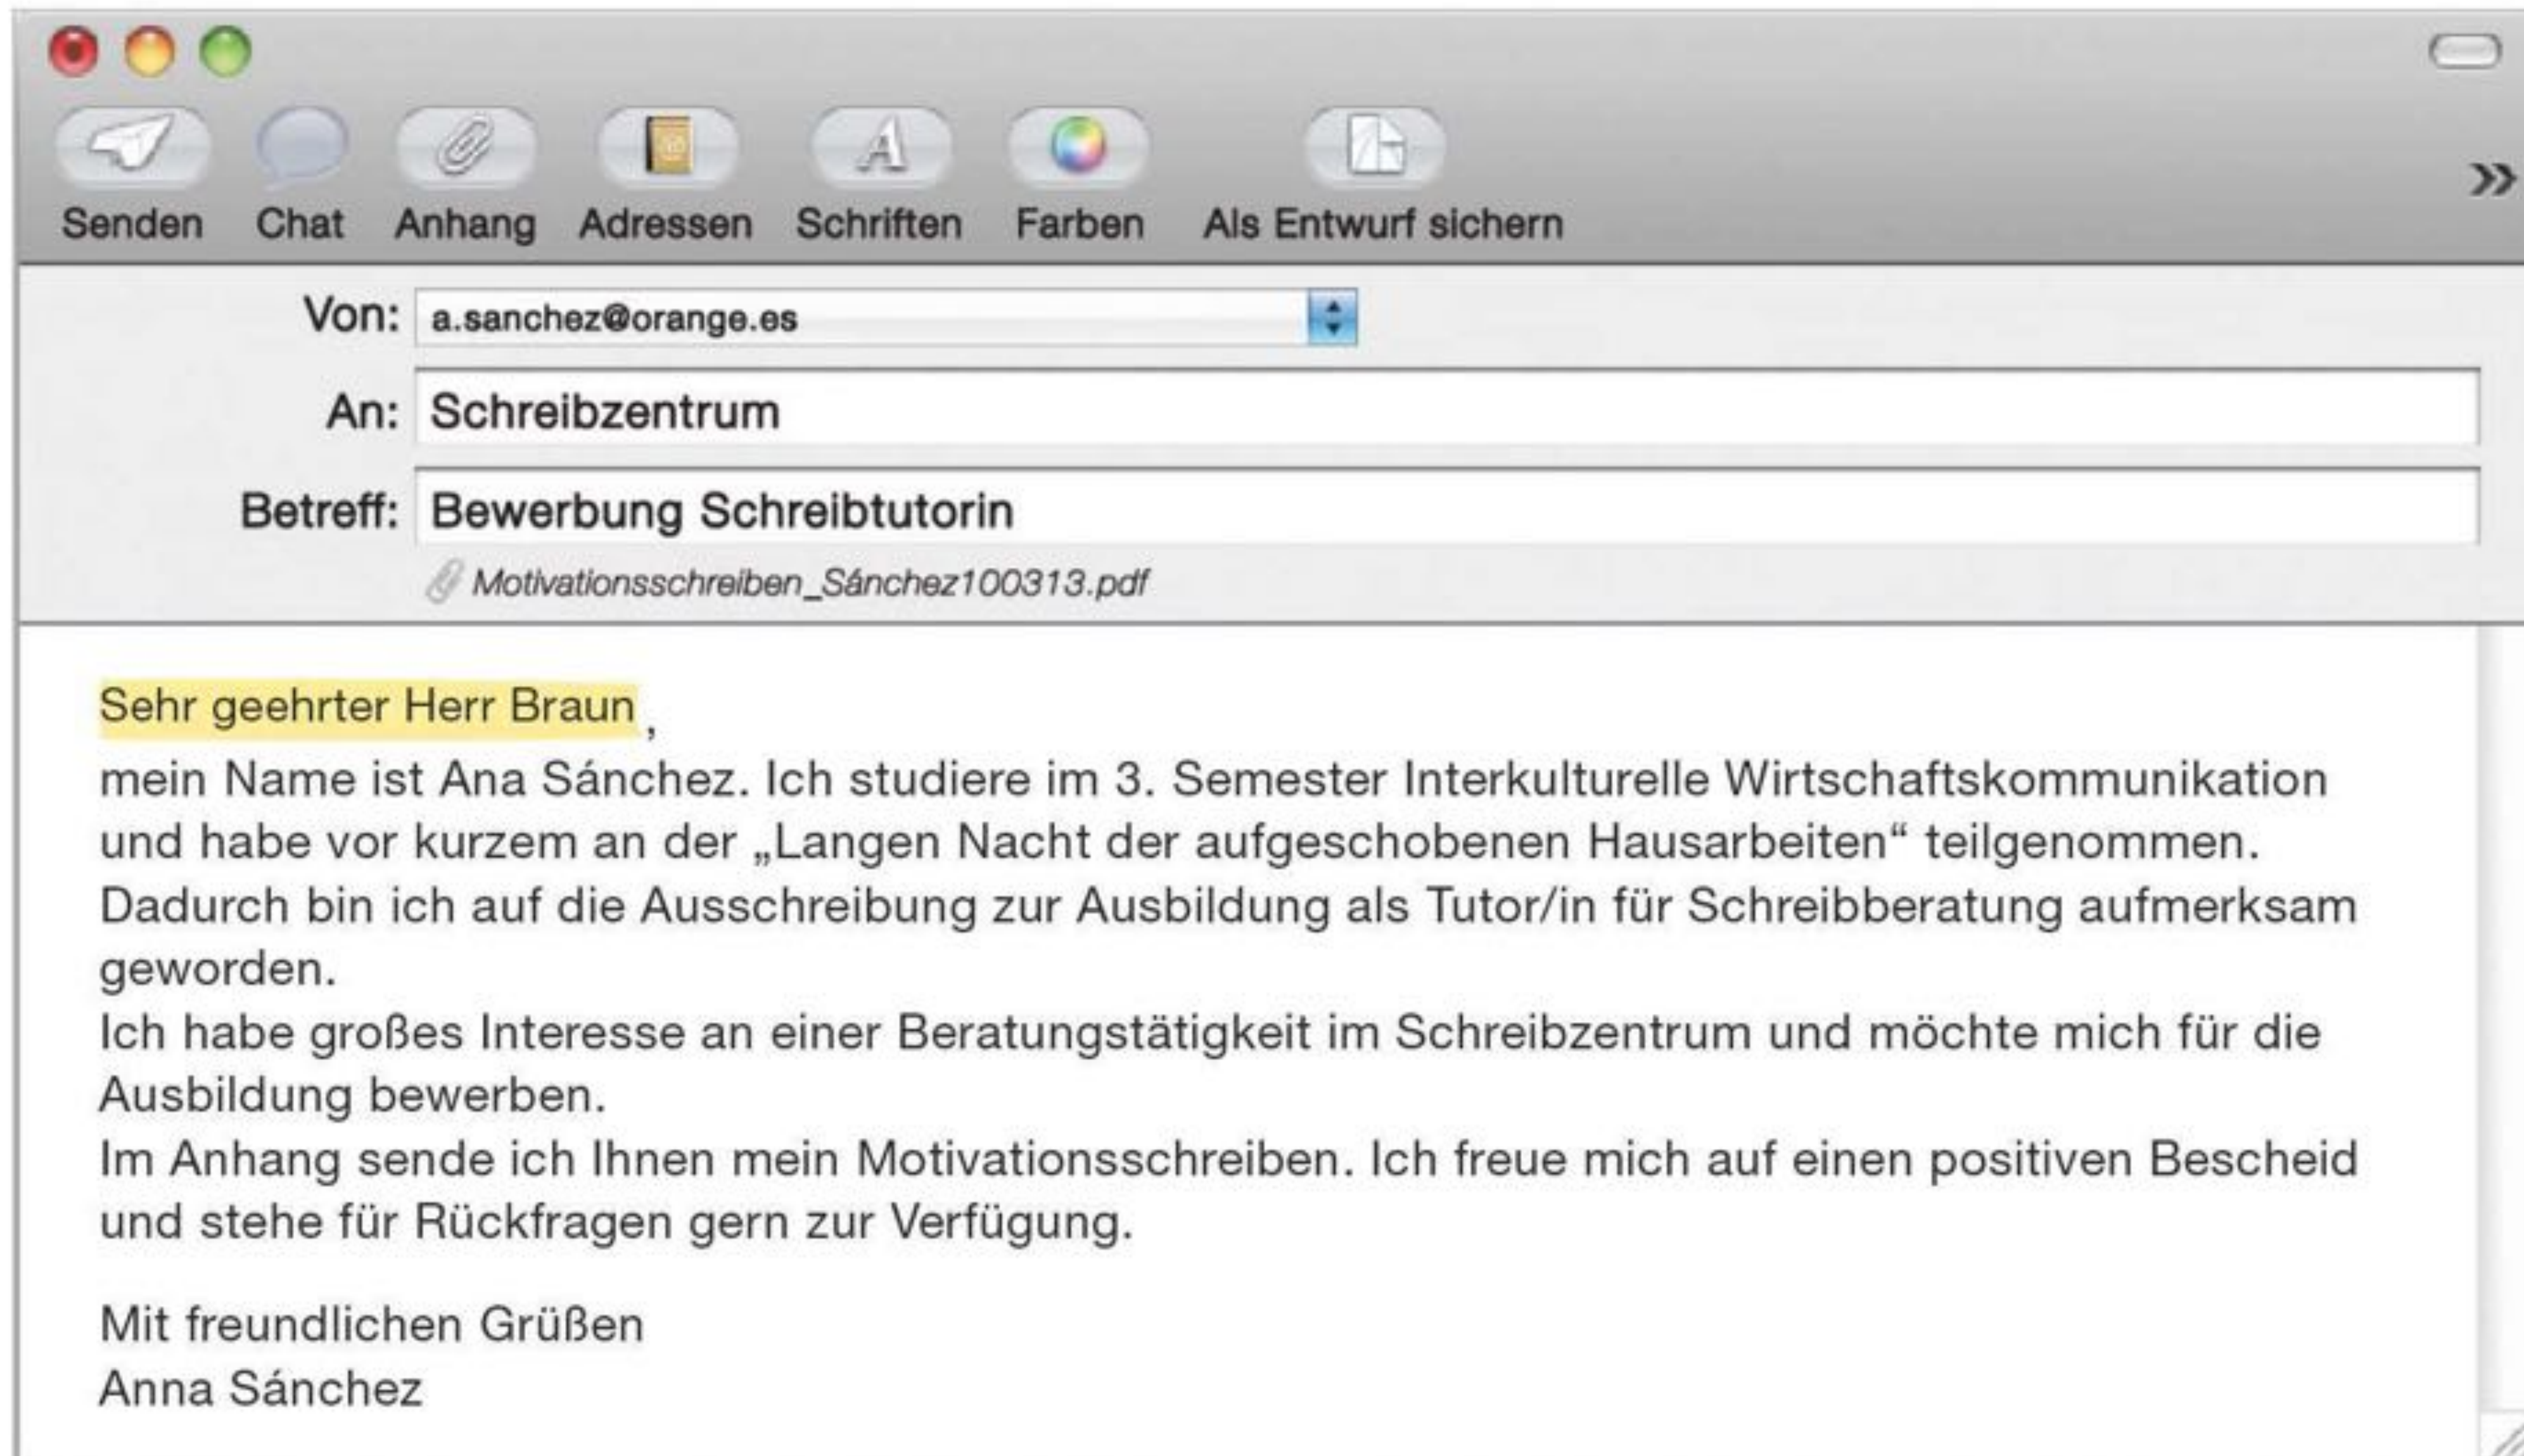 Senden Chat Anhang Adressen Schriften Farben Als Entwurf sichern
Von: a.sanchez@orange.es
An: Schreibzentrum
Betreff: Bewerbung Schreibtutorin
Motivationsschreiben_Sánchez100313.pdf
Sehr geehrter Herr Braun,
mein Name ist Ana Sánchez. Ich studiere im 3. Semester Interkulturelle Wirtschaftskommunikation
und habe vor kurzem an der „Langen Nacht der aufgeschobenen Hausarbeiten“ teilgenommen.
Dadurch bin ich auf die Ausschreibung zur Ausbildung als Tutor/in für Schreibberatung aufmerksam
geworden.
Ich habe großes Interesse an einer Beratungstätigkeit im Schreibzentrum und möchte mich für die
Ausbildung bewerben.
Im Anhang sende ich Ihnen mein Motivationsschreiben. Ich freue mich auf einen positiven Bescheid
und stehe für Rückfragen gern zur Verfügung.
Mit freundlichen Grüßen
Anna Sánchez